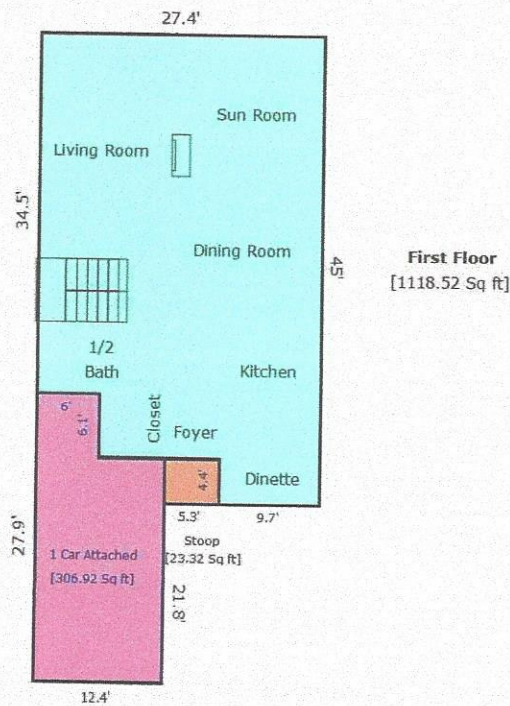 27.4'
Sun Room
Living Room
34.5'
Dining Room
45'
First Floor
[1118.52 Sq ft]
1/2
Bath
Kitchen
6'
6.1'
Closet
Foyer
4.4'
Dinette
5.3'
9.7'
Stoop
[23.32 Sq ft]
27.9'
1 Car Attached
[306.92 Sq ft]
21.8'
12.4'